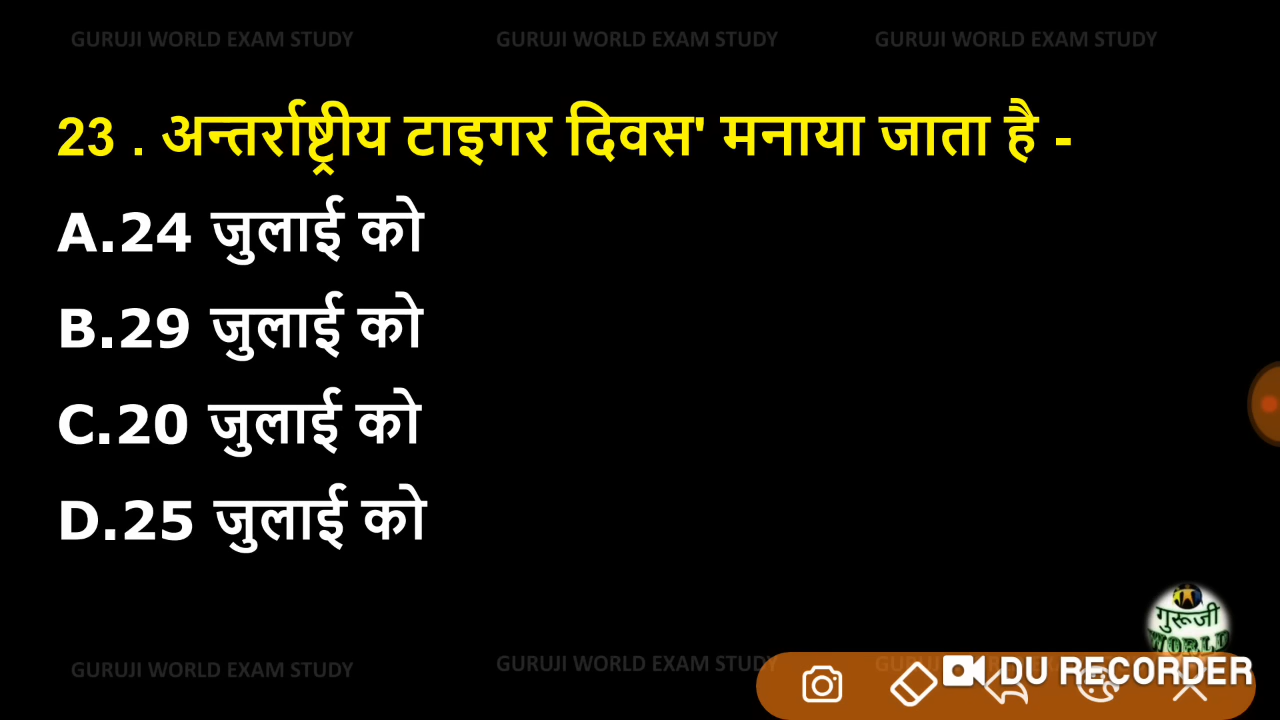 GURUJI WORLD EXAM STUDY GURUJI WORLD EXAM STUDY GURUJI WORLD EXAM STUDY
23 . अन्तर्राष्ट्रीय टाइगर दिवस' मनाया जाता है -
A.24 जुलाई को
B.29 जुलाई को
C.20 जुलाई को
D.25 जुलाई को
गुरूजी
WORLD
GURUJI WORLD EXAM STUDY GURUJI WORLD EXAM STUDY
DU RECORDER